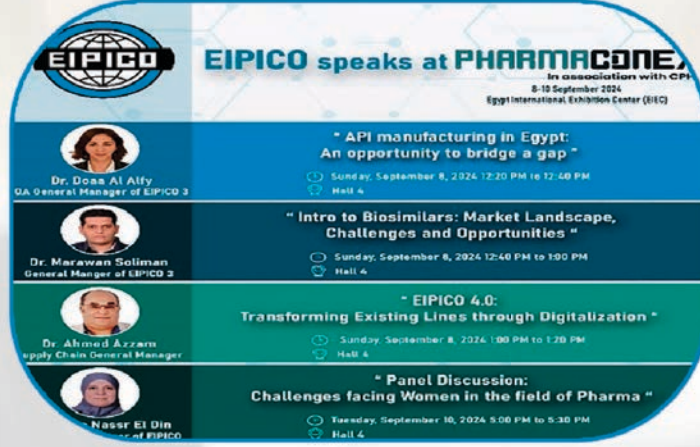 EIPICO
EIPICO speaks at PHARMACONEX
In association with CPH
8-10 September 2024
Egypt International Exhibition Center (EIEC)
" API manufacturing in Egypt:
An opportunity to bridge a gap "
Sunday, September 8, 2024 12:20 PM to 12:40 PM
Hall 4
Dr. Doaa Al Alfy
QA General Manager of EIPICO 3
" Intro to Biosimilars: Market Landscape,
Challenges and Opportunities "
Sunday, September 8, 2024 12:40 PM to 1:00 PM
Hall 4
Dr. Marawan Soliman
General Manger of EIPICO 3
" EIPICO 4.0:
Transforming Existing Lines through Digitalization "
Sunday, September 8, 2024 1:00 PM to 1:20 PM
Hall 4
Dr. Ahmed Azzam
upply Chain General Manager
" Panel Discussion:
Challenges facing Women in the field of Pharma "
Tuesday, September 10, 2024 5:00 PM to 5:30 PM
Hall 4
Nassr El Din
of EIPICO